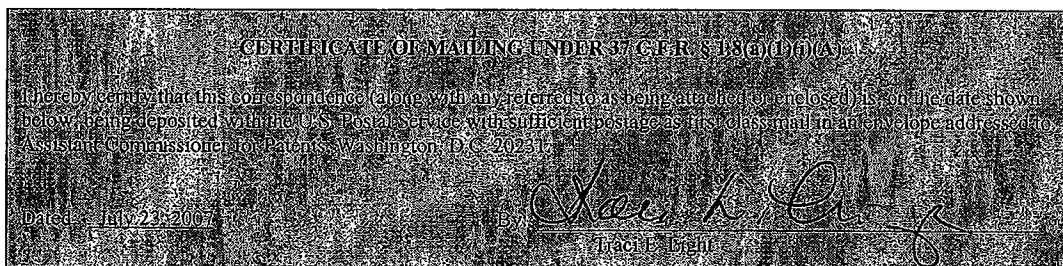 CERTIFICATE OF MAILING UNDER 37 C.F.R. § 1.8(a)(1)(i)(A)
I hereby certify that this correspondence (along with any referred to as being attached or enclosed) is, on the date shown
below, being deposited with the U.S. Postal Service with sufficient postage as first class mail in an envelope addressed to
Assistant Commissioner for Patents, Washington, D.C. 20231.
Dated: July 23, 2007 By:
Traci E. Light